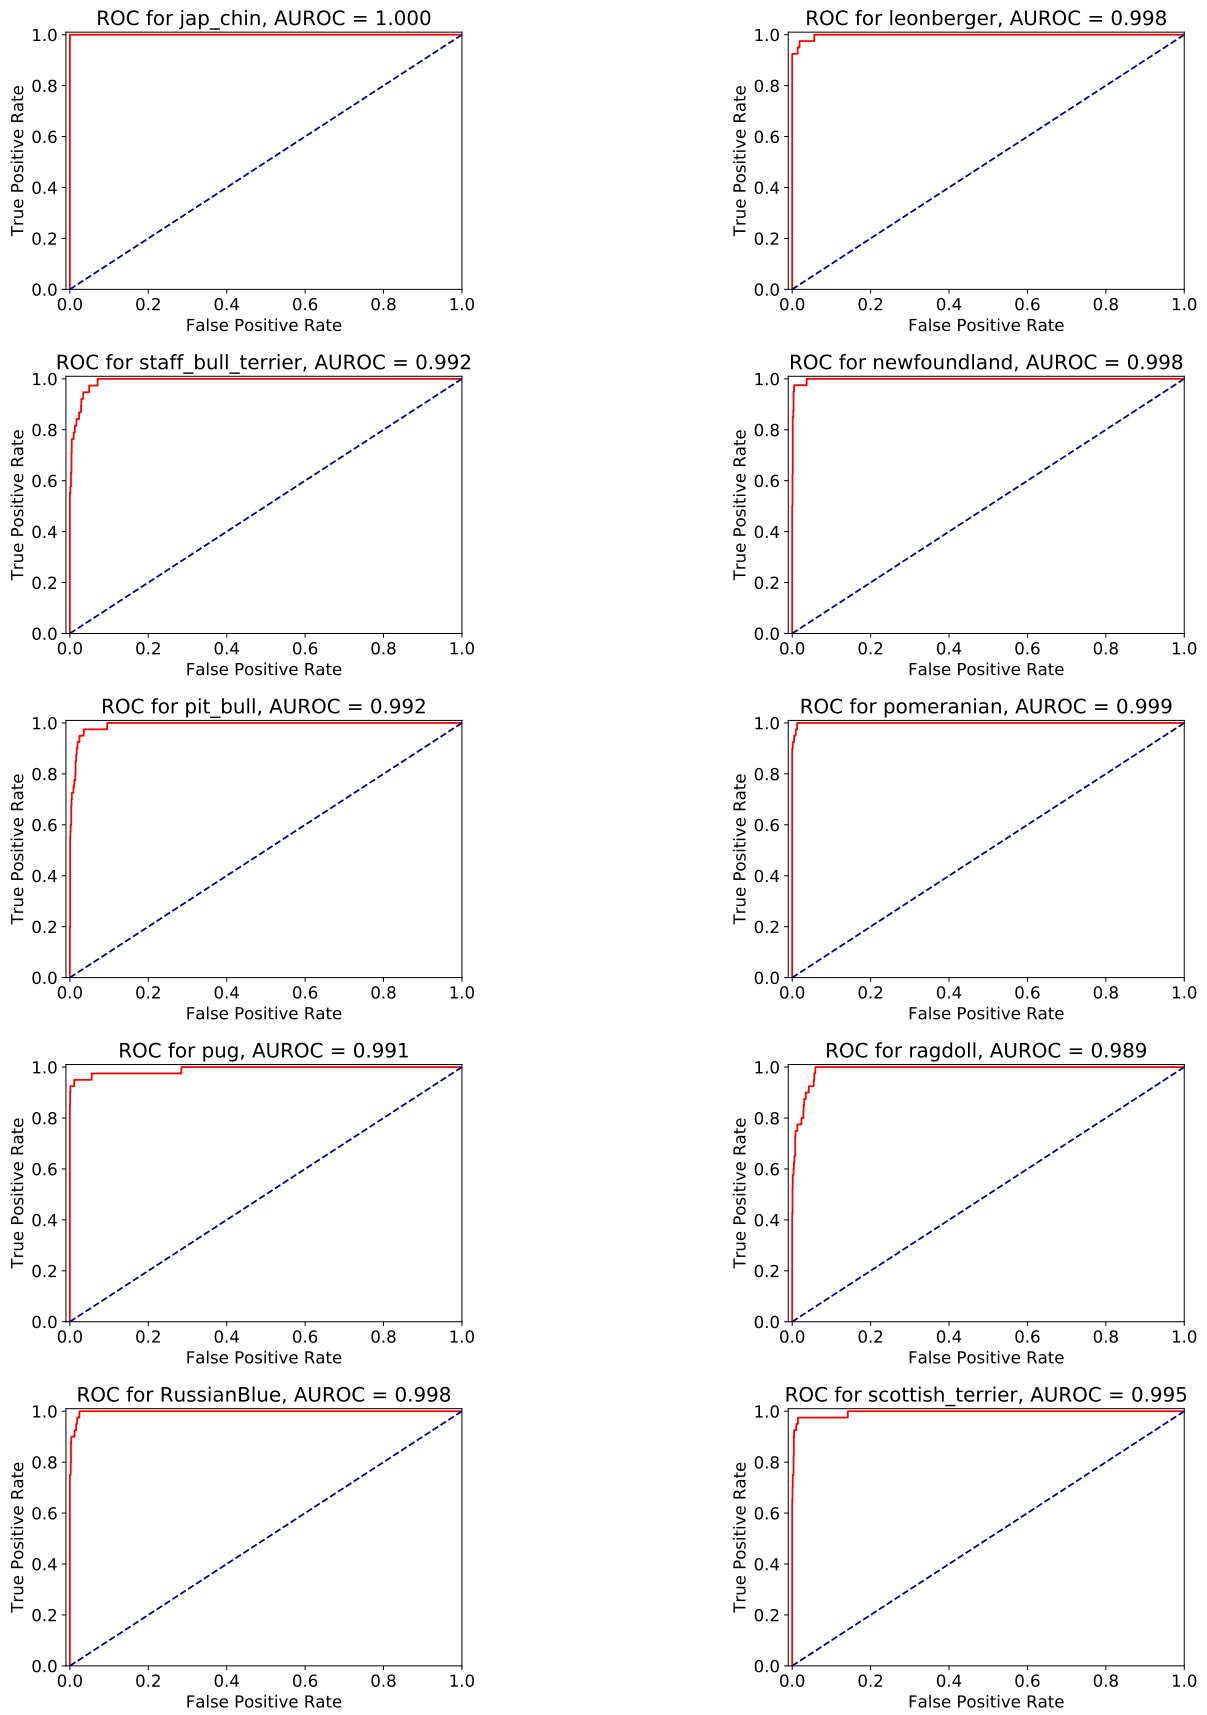 ROC for jap_chin, AUROC = 1.000
1.0
0.8
0.6
0.4
0.2
0.0
True Positive Rate
0.0 0.2 0.4 0.6 0.8 1.0
False Positive Rate
ROC for leonberger, AUROC = 0.998
1.0
0.8
0.6
0.4
0.2
0.0
True Positive Rate
0.0 0.2 0.4 0.6 0.8 1.0
False Positive Rate
ROC for staff_bull_terrier, AUROC = 0.992
1.0
0.8
0.6
0.4
0.2
0.0
True Positive Rate
0.0 0.2 0.4 0.6 0.8 1.0
False Positive Rate
ROC for newfoundland, AUROC = 0.998
1.0
0.8
0.6
0.4
0.2
0.0
True Positive Rate
0.0 0.2 0.4 0.6 0.8 1.0
False Positive Rate
ROC for pit_bull, AUROC = 0.992
1.0
0.8
0.6
0.4
0.2
0.0
True Positive Rate
0.0 0.2 0.4 0.6 0.8 1.0
False Positive Rate
ROC for pomeranian, AUROC = 0.999
1.0
0.8
0.6
0.4
0.2
0.0
True Positive Rate
0.0 0.2 0.4 0.6 0.8 1.0
False Positive Rate
ROC for pug, AUROC = 0.991
1.0
0.8
0.6
0.4
0.2
0.0
True Positive Rate
0.0 0.2 0.4 0.6 0.8 1.0
False Positive Rate
ROC for ragdoll, AUROC = 0.989
1.0
0.8
0.6
0.4
0.2
0.0
True Positive Rate
0.0 0.2 0.4 0.6 0.8 1.0
False Positive Rate
ROC for RussianBlue, AUROC = 0.998
1.0
0.8
0.6
0.4
0.2
0.0
True Positive Rate
0.0 0.2 0.4 0.6 0.8 1.0
False Positive Rate
ROC for scottish_terrier, AUROC = 0.995
1.0
0.8
0.6
0.4
0.2
0.0
True Positive Rate
0.0 0.2 0.4 0.6 0.8 1.0
False Positive Rate